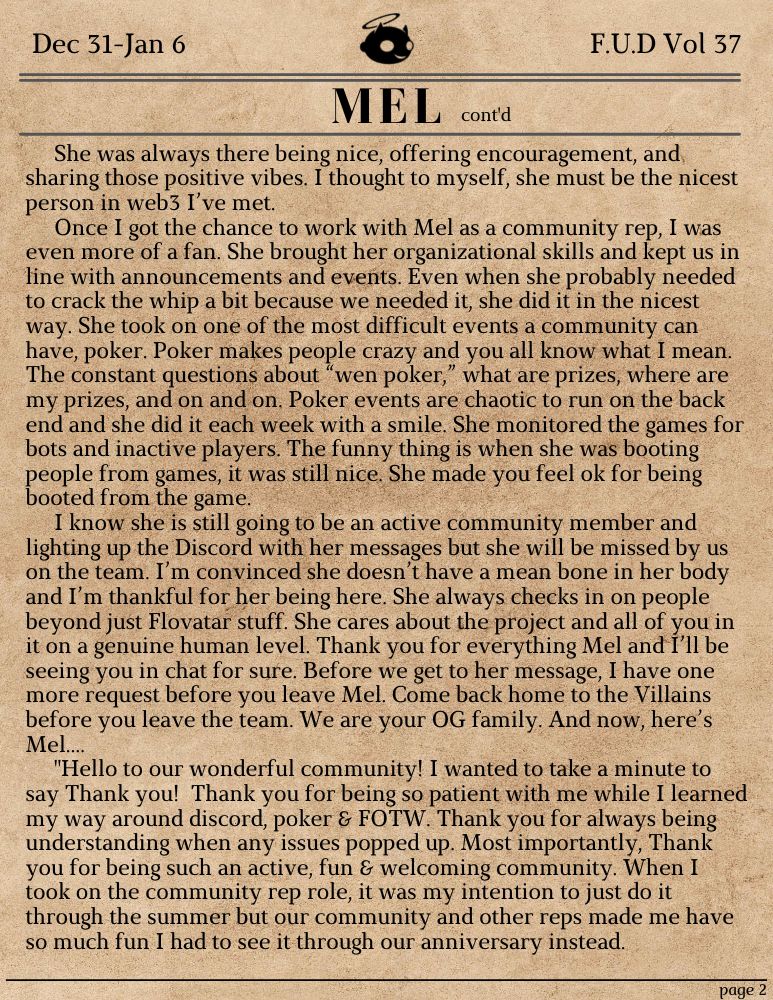 Dec 31-Jan 6
F.U.D Vol 37
MEL cont'd
She was always there being nice, offering encouragement, and
sharing those positive vibes. I thought to myself, she must be the nicest
person in web3 I've met.
Once I got the chance to work with Mel as a community rep, I was
even more of a fan. She brought her organizational skills and kept us in
line with announcements and events. Even when she probably needed
to crack the whip a bit because we needed it, she did it in the nicest
way. She took on one of the most difficult events a community can
have, poker. Poker makes people crazy and you all know what I mean.
The constant questions about “wen poker,” what are prizes, where are
my prizes, and on and on. Poker events are chaotic to run on the back
end and she did it each week with a smile. She monitored the games for
bots and inactive players. The funny thing is when she was booting
people from games, it was still nice. She made you feel ok for being
booted from the game.
I know she is still going to be an active community member and
lighting up the Discord with her messages but she will be missed by us
on the team. I’m convinced she doesn’t have a mean bone in her body
and I’m thankful for her being here. She always checks in on people
beyond just Flovatar stuff. She cares about the project and all of you in
it on a genuine human level. Thank you for everything Mel and I’ll be
seeing you in chat for sure. Before we get to her message, I have one
more request before you leave Mel. Come back home to the Villains
before you leave the team. We are your OG family. And now, here’s
Mel....
"Hello to our wonderful community! I wanted to take a minute to
say Thank you!  Thank you for being so patient with me while I learned
my way around discord, poker & FOTW. Thank you for always being
understanding when any issues popped up. Most importantly, Thank
you for being such an active, fun & welcoming community. When I
took on the community rep role, it was my intention to just do it
through the summer but our community and other reps made me have
so much fun I had to see it through our anniversary instead.
page 2